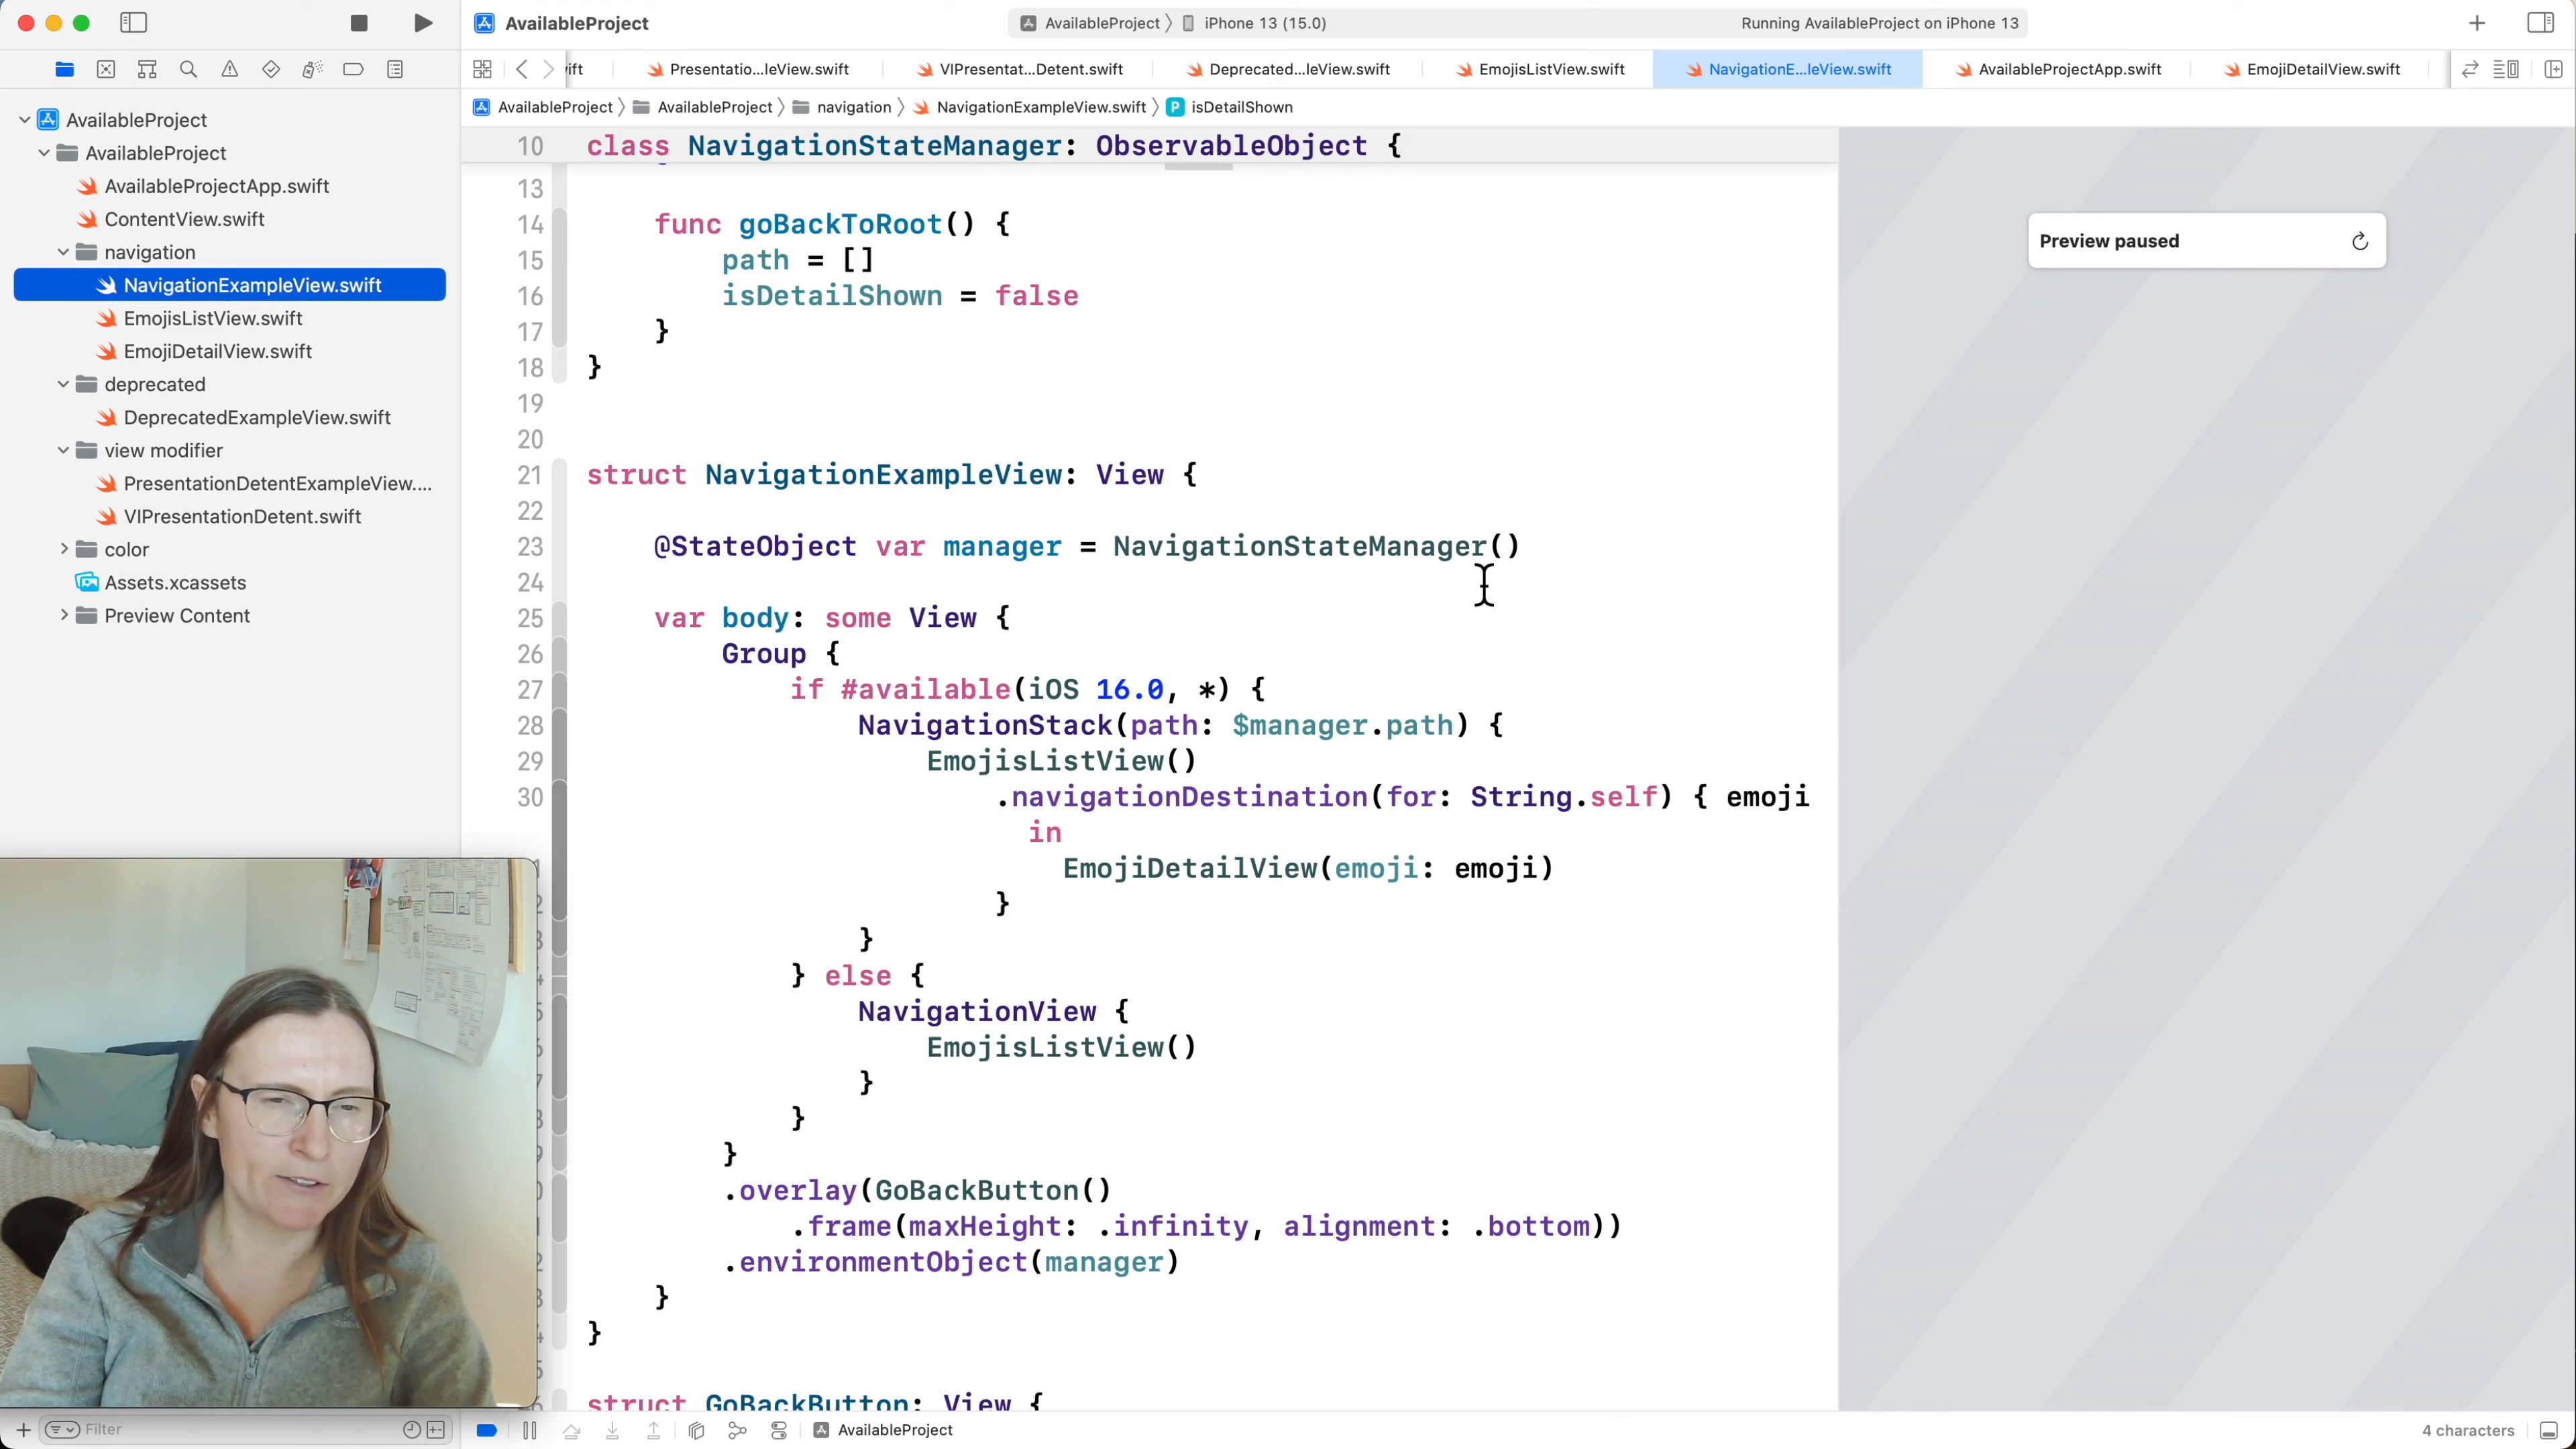 AvailableProject
AvailableProject
iPhone 13 (15.0)
Running AvailableProject on iPhone 13
ift
Presentatio...leView.swift
VIPresentat...Detent.swift
Deprecated...leView.swift
EmojisListView.swift
NavigationE...leView.swift
AvailableProjectApp.swift
EmojiDetailView.swift
AvailableProject
AvailableProject
navigation
NavigationExampleView.swift
P
isDetailShown
AvailableProject
AvailableProject
AvailableProjectApp.swift
ContentView.swift
navigation
NavigationExampleView.swift
EmojisListView.swift
EmojiDetailView.swift
deprecated
DeprecatedExampleView.swift
view modifier
PresentationDetentExampleView....
VIPresentationDetent.swift
color
Assets.xcassets
Preview Content
10 class NavigationStateManager: ObservableObject {
13
14 func goBackToRoot() {
15 path = []
16 isDetailShown = false
17 }
18 }
19
20
21 struct NavigationExampleView: View {
22
23 @StateObject var manager = NavigationStateManager()
24
25 var body: some View {
26 Group {
27 if #available(iOS 16.0, *) {
28 NavigationStack(path: $manager.path) {
29 EmojisListView()
30 .navigationDestination(for: String.self) { emoji
in
EmojiDetailView(emoji: emoji)
}
}
} else {
NavigationView {
EmojisListView()
}
}
}
.overlay(GoBackButton()
.frame(maxHeight: .infinity, alignment: .bottom))
.environmentObject(manager)
}
}
struct GoBackButton: View {
Preview paused
Filter
AvailableProject
4 characters